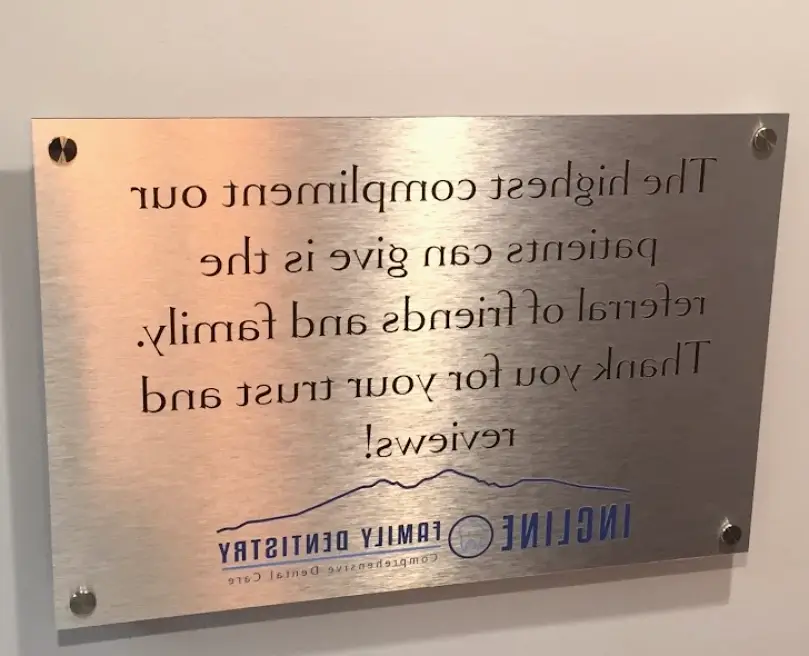 The highest compliment our
patients can give is the
referral of friends and family.
Thank you for your trust and
reviews!
INCLINE FAMILY DENTISTRY
Comprehensive Dental Care